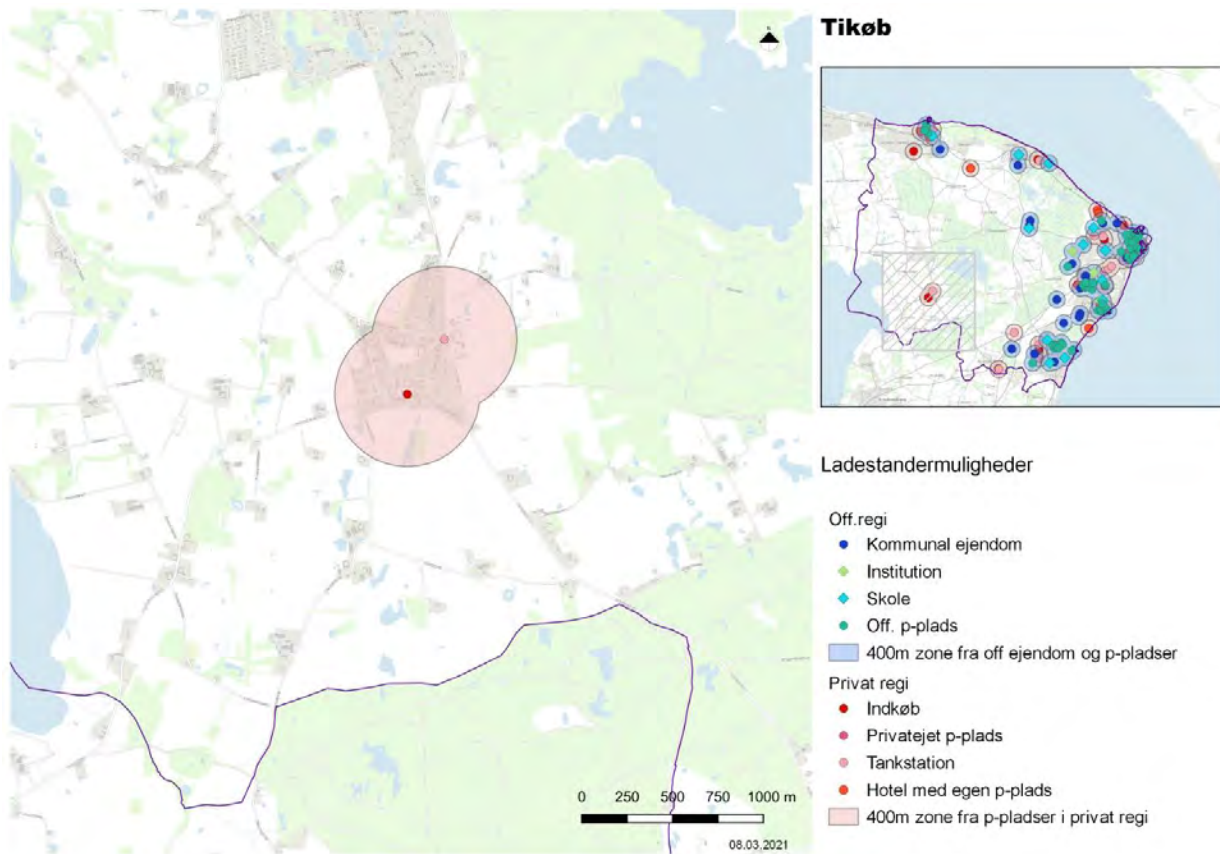 Tikøb
Ladestandermuligheder
Off.regi
Kommunal ejendom
Institution
Skole
Off. p-plads
400m zone fra off ejendom og p-pladser
Privat regi
Indkøb
Privatejet p-plads
Tankstation
Hotel med egen p-plads
400m zone fra p-pladser i privat regi
0 250 500 750 1000 m
08.03.2021